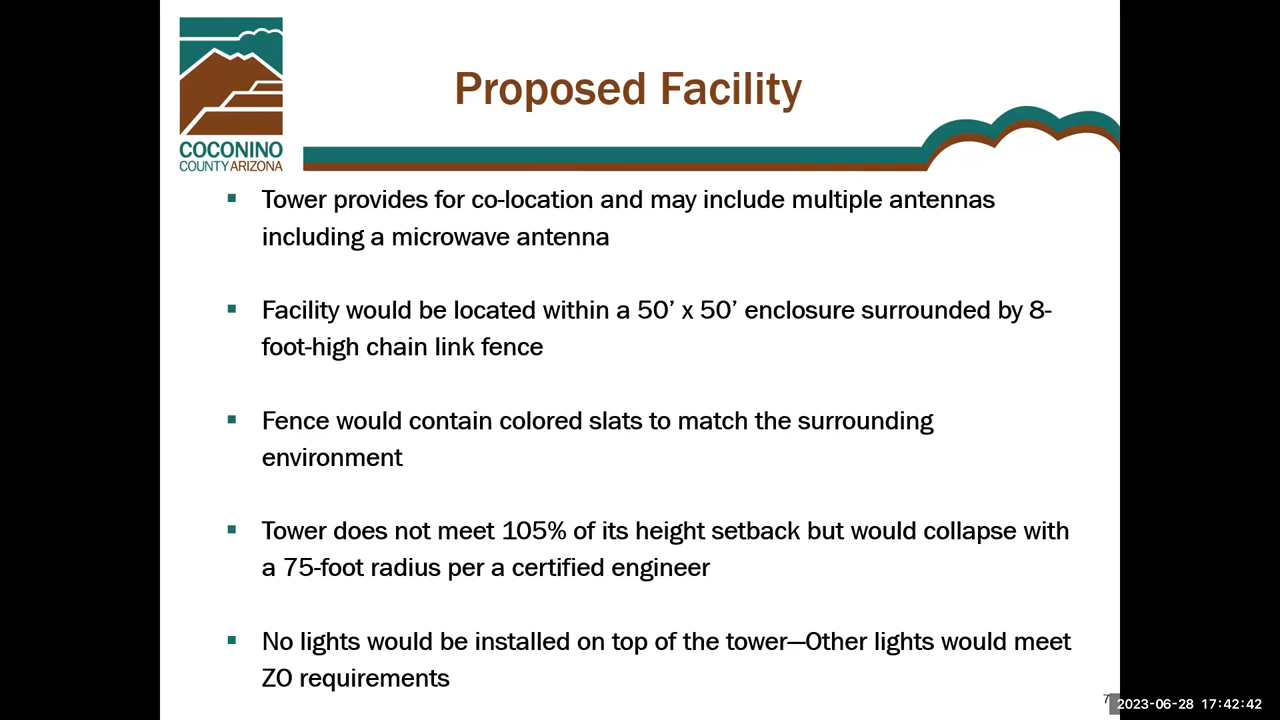 Proposed Facility
COCONINO
COUNTY ARIZONA
▪ Tower provides for co-location and may include multiple antennas
including a microwave antenna
▪ Facility would be located within a 50’ x 50’ enclosure surrounded by 8-
foot-high chain link fence
▪ Fence would contain colored slats to match the surrounding
environment
▪ Tower does not meet 105% of its height setback but would collapse with
a 75-foot radius per a certified engineer
▪ No lights would be installed on top of the tower—Other lights would meet
ZO requirements
7
2023-06-28 17:42:42